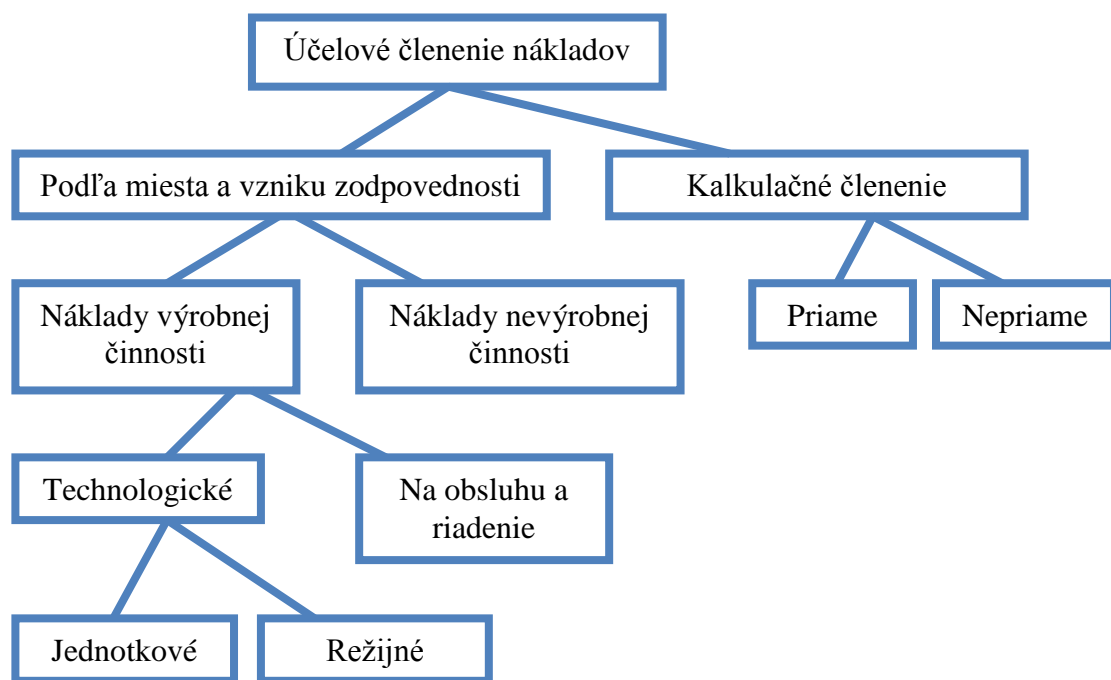 Účelové členenie nákladov
Podľa miesta a vzniku zodpovednosti
Kalkulačné členenie
Náklady výrobnej
činnosti
Náklady nevýrobnej
činnosti
Priame
Nepriame
Technologické
Na obsluhu a
riadenie
Jednotkové
Režijné